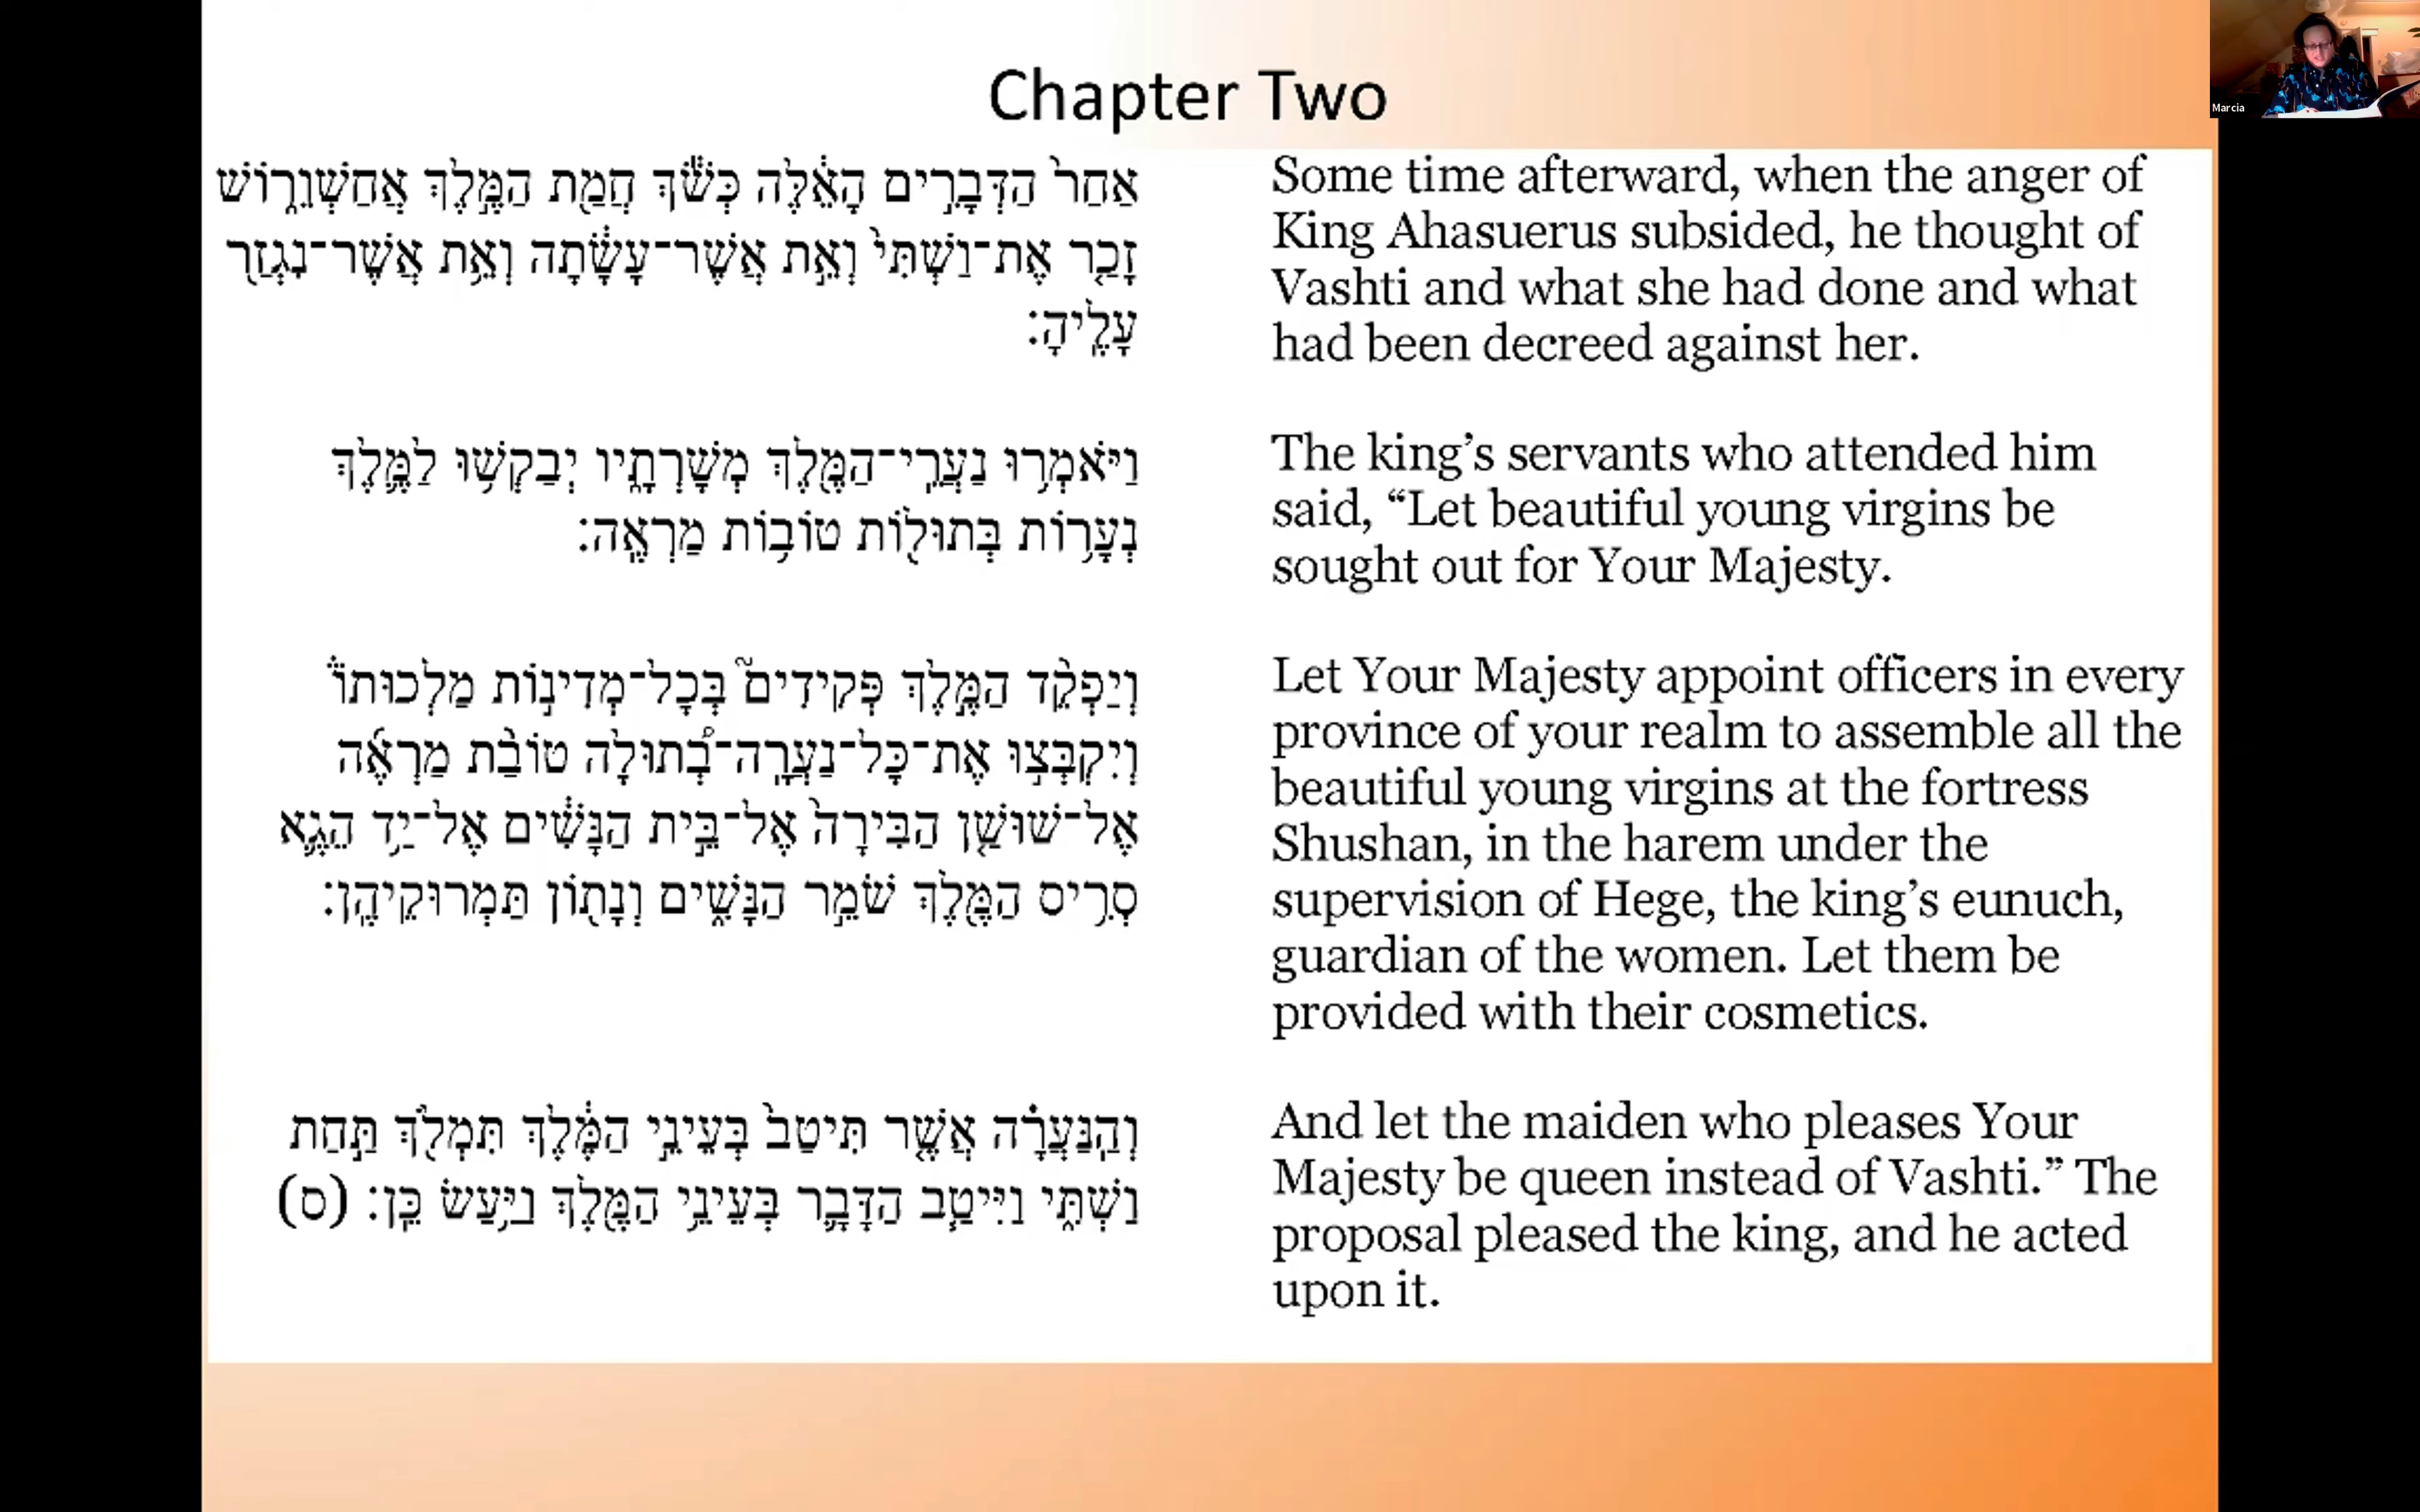 Chapter Two
אַחַר֙ הַדְּבָרִ֣ים הָאֵ֔לֶּה כְּשֹׁ֕ךְ חֲמַ֖ת הַמֶּ֣לֶךְ אֲחַשְׁוֵר֑וֹשׁ
זָכַ֤ר אֶת־וַשְׁתִּי֙ וְאֵ֣ת אֲשֶׁר־עָשָׂ֔תָה וְאֵ֥ת אֲשֶׁר־נִגְזַ֖ר
עָלֶֽיהָ׃
Some time afterward, when the anger of
King Ahasuerus subsided, he thought of
Vashti and what she had done and what
had been decreed against her.
וַיֹּאמְר֥וּ נַעֲרֵֽי־הַמֶּ֖לֶךְ מְשָׁרְתָ֑יו יְבַקְשׁ֥וּ לַמֶּ֛לֶךְ
נְעָר֥וֹת בְּתוּל֖וֹת טוֹב֥וֹת מַרְאֶֽה׃
The king’s servants who attended him
said, “Let beautiful young virgins be
sought out for Your Majesty.
וְיַפְקֵ֨ד הַמֶּ֣לֶךְ פְּקִידִים֮ בְּכָל־מְדִינ֣וֹת מַלְכוּתוֹ֒
וְיִקְבְּצ֣וּ אֶת־כָּל־נַעֲרָֽה־בְ֠תוּלָה טוֹבַ֨ת מַרְאֶ֜ה
אֶל־שׁוּשַׁ֤ן הַבִּירָה֙ אֶל־בֵּ֣ית הַנָּשִׁ֔ים אֶל־יַ֥ד הֵגֶ֛א
סְרִ֥יס הַמֶּ֖לֶךְ שֹׁמֵ֣ר הַנָּשִׁ֑ים וְנָת֖וֹן תַּמְרוּקֵיהֶֽן׃
Let Your Majesty appoint officers in every
province of your realm to assemble all the
beautiful young virgins at the fortress
Shushan, in the harem under the
supervision of Hege, the king’s eunuch,
guardian of the women. Let them be
provided with their cosmetics.
וְהַֽנַּעֲרָ֗ה אֲשֶׁ֤ר תִּיטַב֙ בְּעֵינֵ֣י הַמֶּ֔לֶךְ תִּמְלֹ֖ךְ תַּ֣חַת
וַשְׁתִּ֑י וַיִּיטַ֧ב הַדָּבָ֛ר בְּעֵינֵ֥י הַמֶּ֖לֶךְ וַיַּ֥עַשׂ כֵּֽן׃ (ס)
And let the maiden who pleases Your
Majesty be queen instead of Vashti.” The
proposal pleased the king, and he acted
upon it.
Marcia